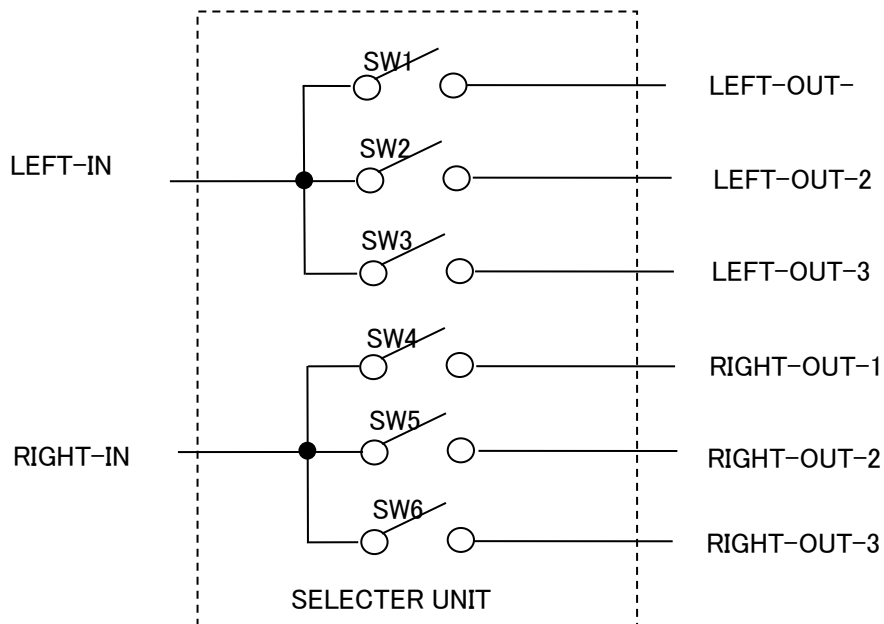 SW1
LEFT-OUT-
LEFT-IN
SW2
LEFT-OUT-2
SW3
LEFT-OUT-3
SW4
RIGHT-OUT-1
RIGHT-IN
SW5
RIGHT-OUT-2
SW6
RIGHT-OUT-3
SELECTER UNIT